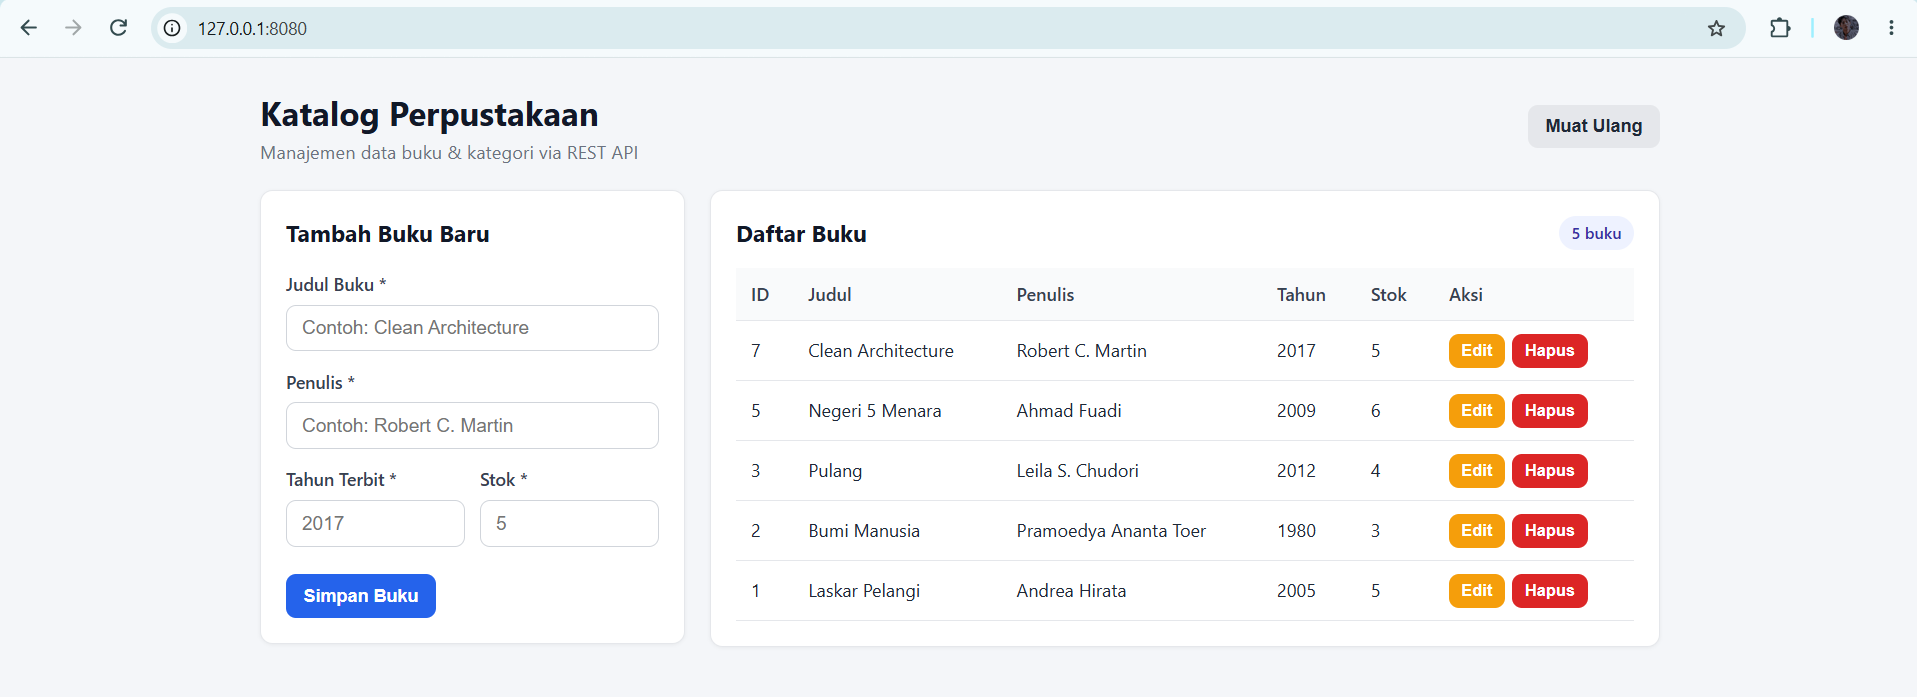 127.0.0.1:8080
Katalog Perpustakaan
Manajemen data buku & kategori via REST API
Muat Ulang
Tambah Buku Baru
Judul Buku *
Contoh: Clean Architecture
Penulis *
Contoh: Robert C. Martin
Tahun Terbit * Stok *
2017 5
Simpan Buku
Daftar Buku 5 buku
ID Judul Penulis Tahun Stok Aksi
7 Clean Architecture Robert C. Martin 2017 5 Edit Hapus
5 Negeri 5 Menara Ahmad Fuadi 2009 6 Edit Hapus
3 Pulang Leila S. Chudori 2012 4 Edit Hapus
2 Bumi Manusia Pramoedya Ananta Toer 1980 3 Edit Hapus
1 Laskar Pelangi Andrea Hirata 2005 5 Edit Hapus